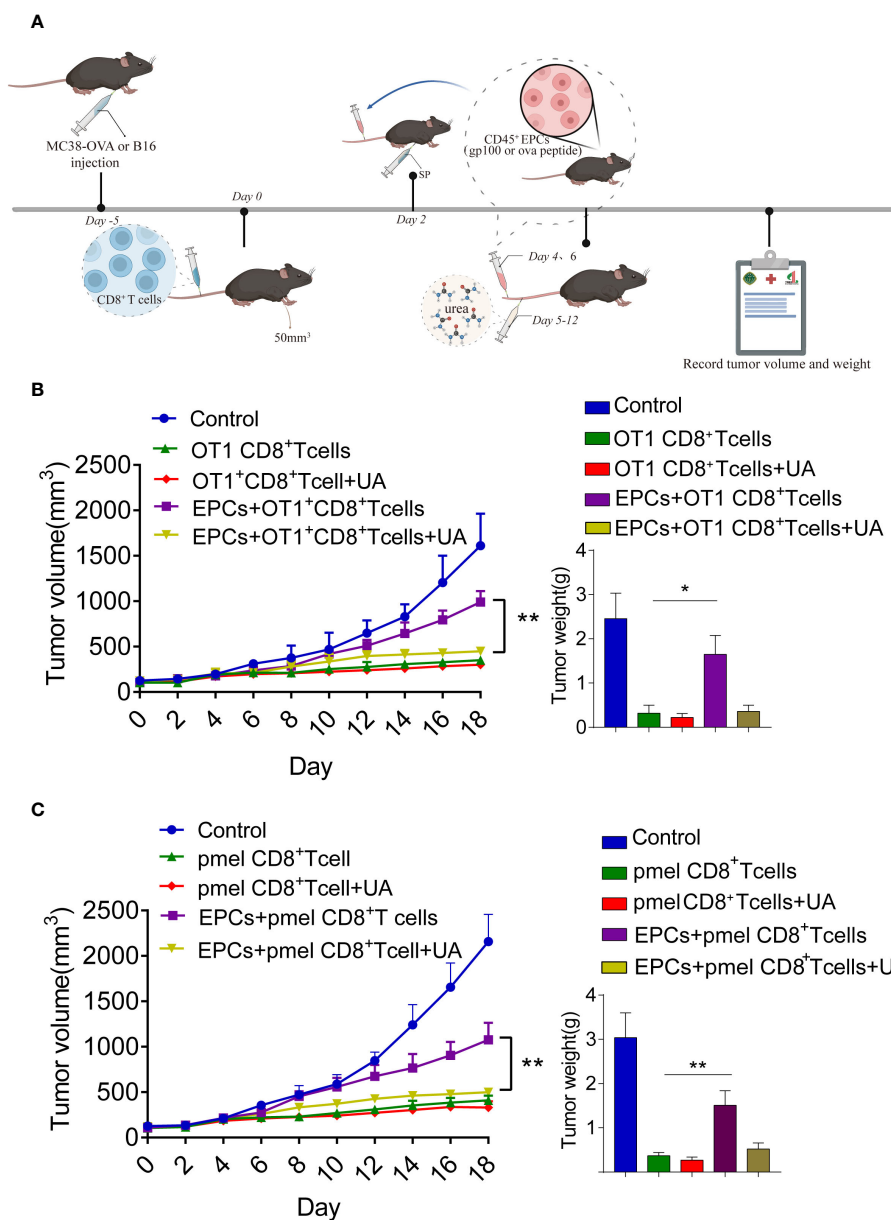 A
MC38-OVA or B16
injection
Day -5
Day 0
CD8⁺ T cells
50mm³
SP
Day 2
CD45⁺ EPCs
(gp100 or ova peptide)
Day 4、6
urea
Day 5-12
Record tumor volume and weight
B
Control
OT1 CD8⁺Tcells
OT1⁺CD8⁺Tcell+UA
EPCs+OT1⁺CD8⁺Tcells
EPCs+OT1⁺CD8⁺Tcells+UA
Tumor volume(mm³)
2500
2000
1500
1000
500
0
**
0 2 4 6 8 10 12 14 16 18
Day
Control
OT1 CD8⁺Tcells
OT1 CD8⁺Tcells+UA
EPCs+OT1 CD8⁺Tcells
EPCs+OT1 CD8⁺Tcells+UA
Tumor weight(g)
4
3
2
1
0
*
C
Control
pmel CD8⁺Tcell
pmel CD8⁺Tcell+UA
EPCs+pmel CD8⁺T cells
EPCs+pmel CD8⁺Tcell+UA
Tumor volume(mm³)
2500
2000
1500
1000
500
0
**
0 2 4 6 8 10 12 14 16 18
Day
Control
pmel CD8⁺Tcells
pmel CD8⁺Tcells+UA
EPCs+pmel CD8⁺Tcells
EPCs+pmel CD8⁺Tcells+U
Tumor weight(g)
4
3
2
1
**